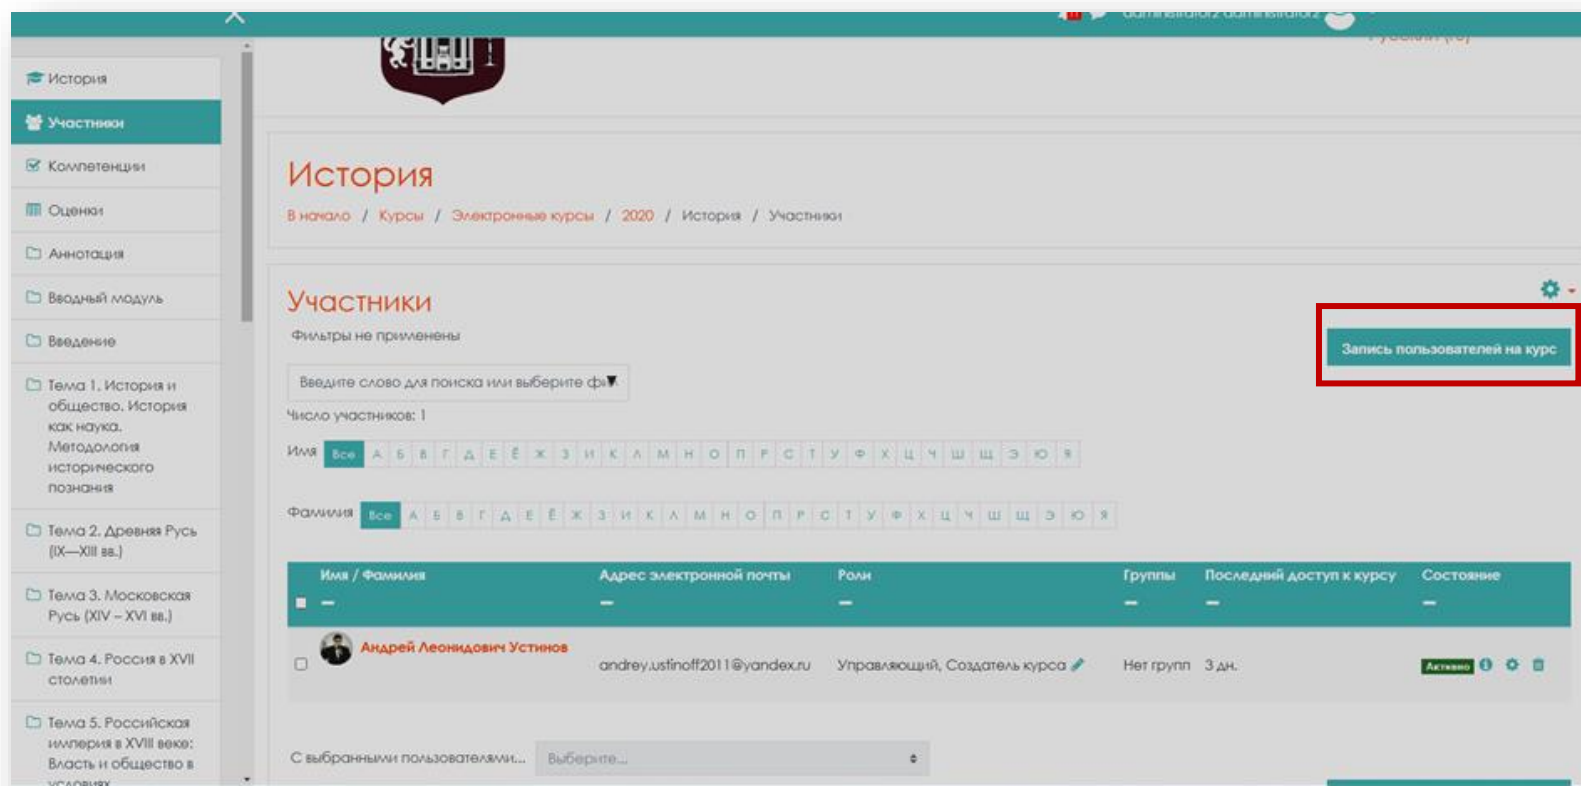 administrator2 administrator2
Русский (ru)
История
Участники
Компетенции
Оценки
Аннотация
Вводный модуль
Введение
Тема 1. История и
общество. История
как наука.
Методология
исторического
познания
Тема 2. Древняя Русь
(IX—XIII вв.)
Тема 3. Московская
Русь (XIV – XVI вв.)
Тема 4. Россия в XVII
столетии
Тема 5. Российская
империя в XVIII веке:
Власть и общество в
условиях
История
В начало / Курсы / Электронные курсы / 2020 / История / Участники
Участники
Фильтры не применены
Запись пользователей на курс
Введите слово для поиска или выберите фи▼
Число участников: 1
Имя Все А Б В Г Д Е Ё Ж З И К Л М Н О П Р С Т У Ф Х Ц Ч Ш Щ Э Ю Я
Фамилия Все А Б В Г Д Е Ё Ж З И К Л М Н О П Р С Т У Ф Х Ц Ч Ш Щ Э Ю Я
Имя / Фамилия Адрес электронной почты Роли Группы Последний доступ к курсу Состояние
Андрей Леонидович Устинов andrey.ustinoff2011@yandex.ru Управляющий, Создатель курса Нет групп 3 дн. Активно
С выбранными пользователями... Выберите...